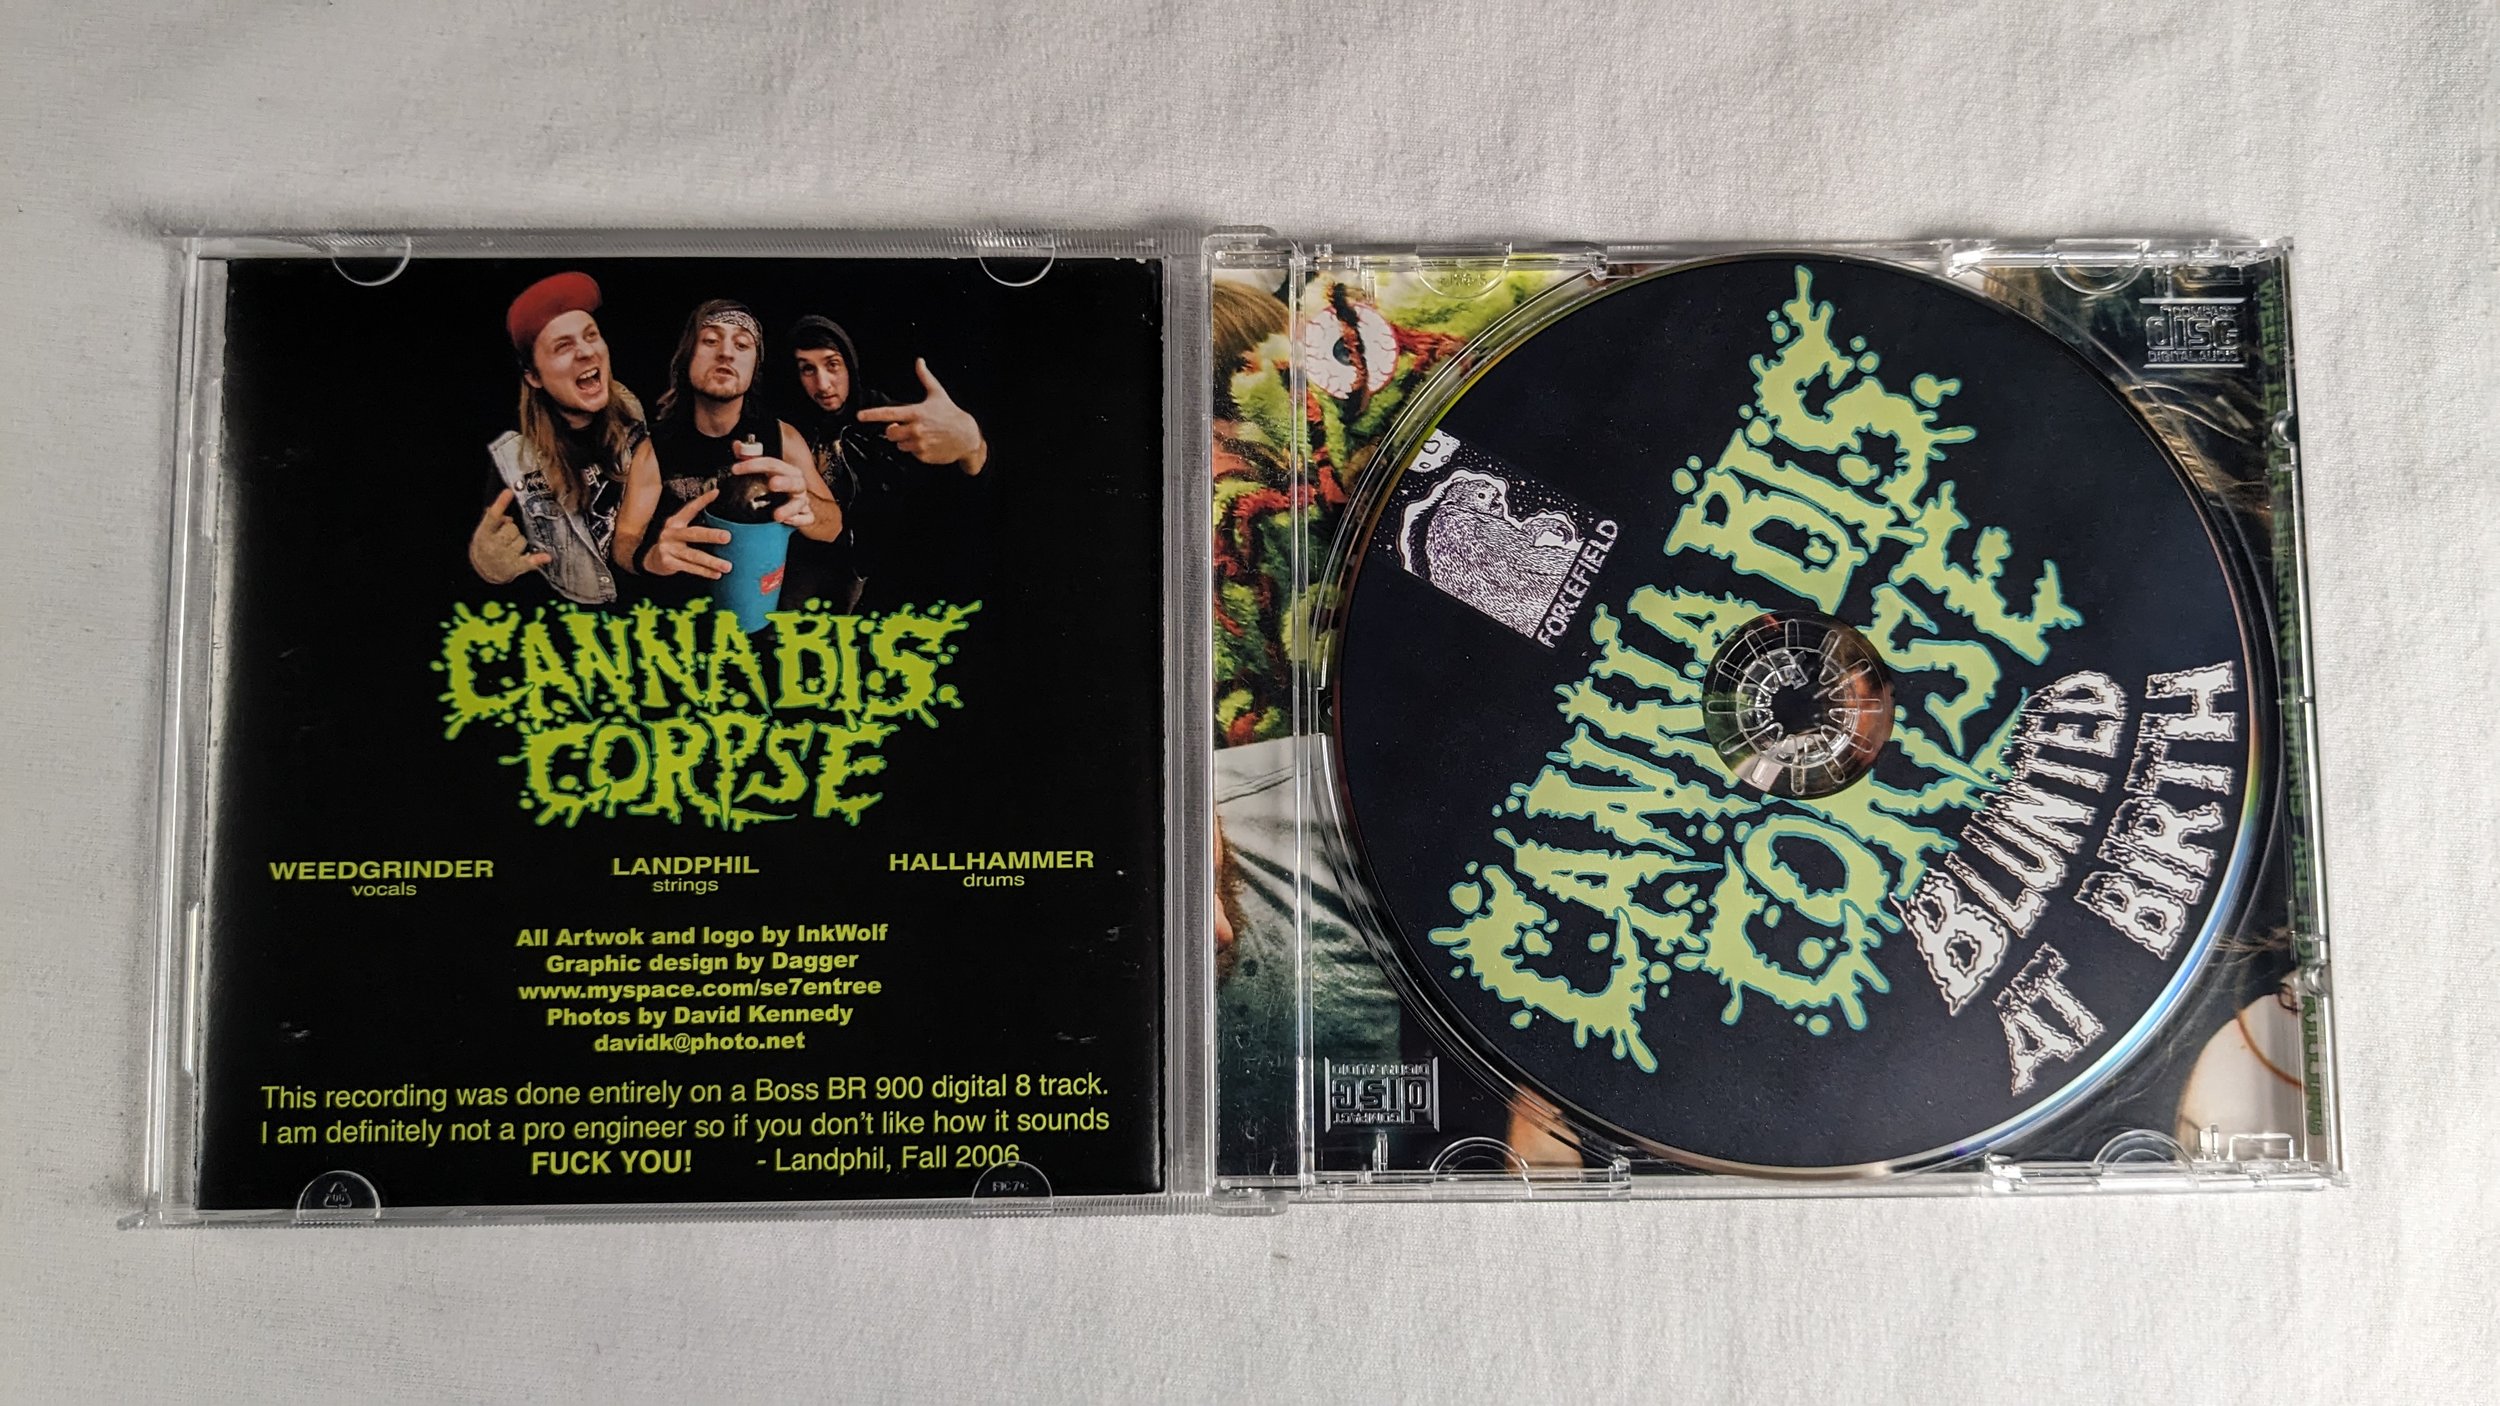 CANNABIS
CORPSE
WEEDGRINDER
vocals
LANDPHIL
strings
HALLHAMMER
drums
All Artwok and logo by InkWolf
Graphic design by Dagger
www.myspace.com/se7entree
Photos by David Kennedy
davidk@photo.net
This recording was done entirely on a Boss BR 900 digital 8 track.
I am definitely not a pro engineer so if you don't like how it sounds
FUCK YOU! - Landphil, Fall 2006
FORCEFIELD
CANNABIS
CORPSE
BLUNTED
AT BIRTH
COMPACT
disc
DIGITAL AUDIO
COMPACT
disc
DIGITAL AUDIO